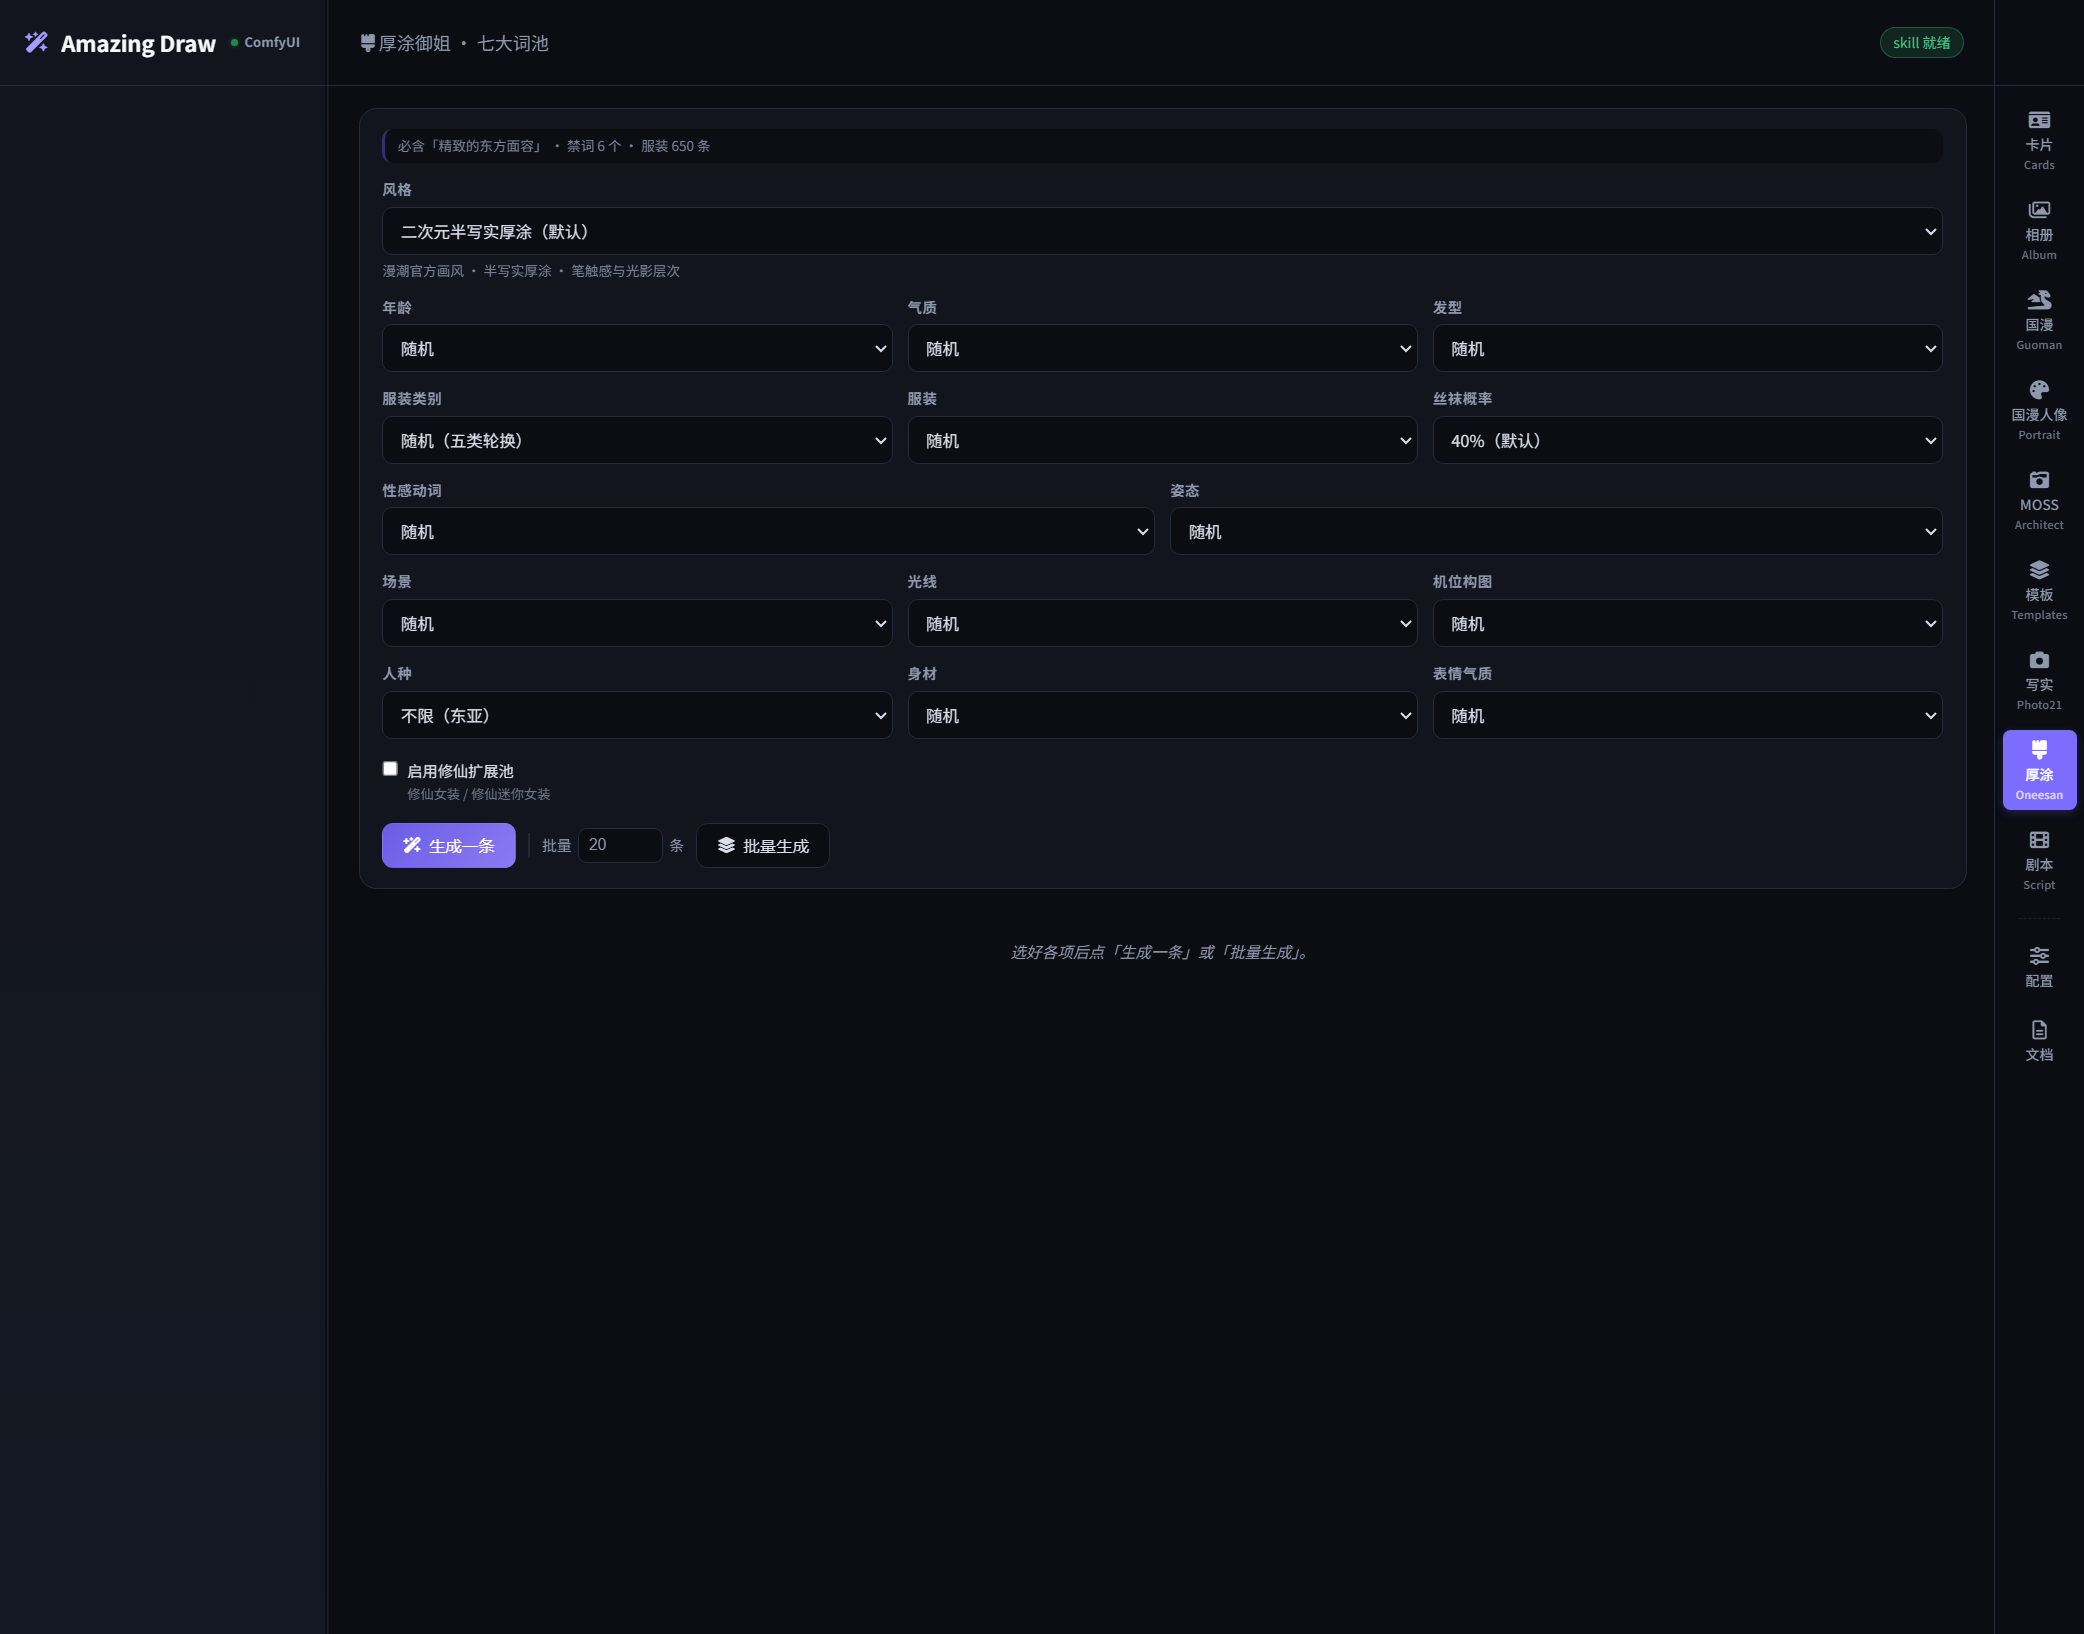 Amazing Draw
ComfyUI
厚涂御姐 · 七大词池
skill 就绪
必含「精致的东方面容」 · 禁词 6 个 · 服装 650 条
风格
二次元半写实厚涂（默认）
漫潮官方画风 · 半写实厚涂 · 笔触感与光影层次
年龄
气质
发型
随机
随机
随机
服装类别
服装
丝袜概率
随机（五类轮换）
随机
40%（默认）
性感动词
姿态
随机
随机
场景
光线
机位构图
随机
随机
随机
人种
身材
表情气质
不限（东亚）
随机
随机
启用修仙扩展池
修仙女装 / 修仙迷你女装
生成一条
批量
20
条
批量生成
选好各项后点「生成一条」或「批量生成」。
卡片
Cards
相册
Album
国漫
Guoman
国漫人像
Portrait
MOSS
Architect
模板
Templates
写实
Photo21
厚涂
Oneesan
剧本
Script
配置
文档